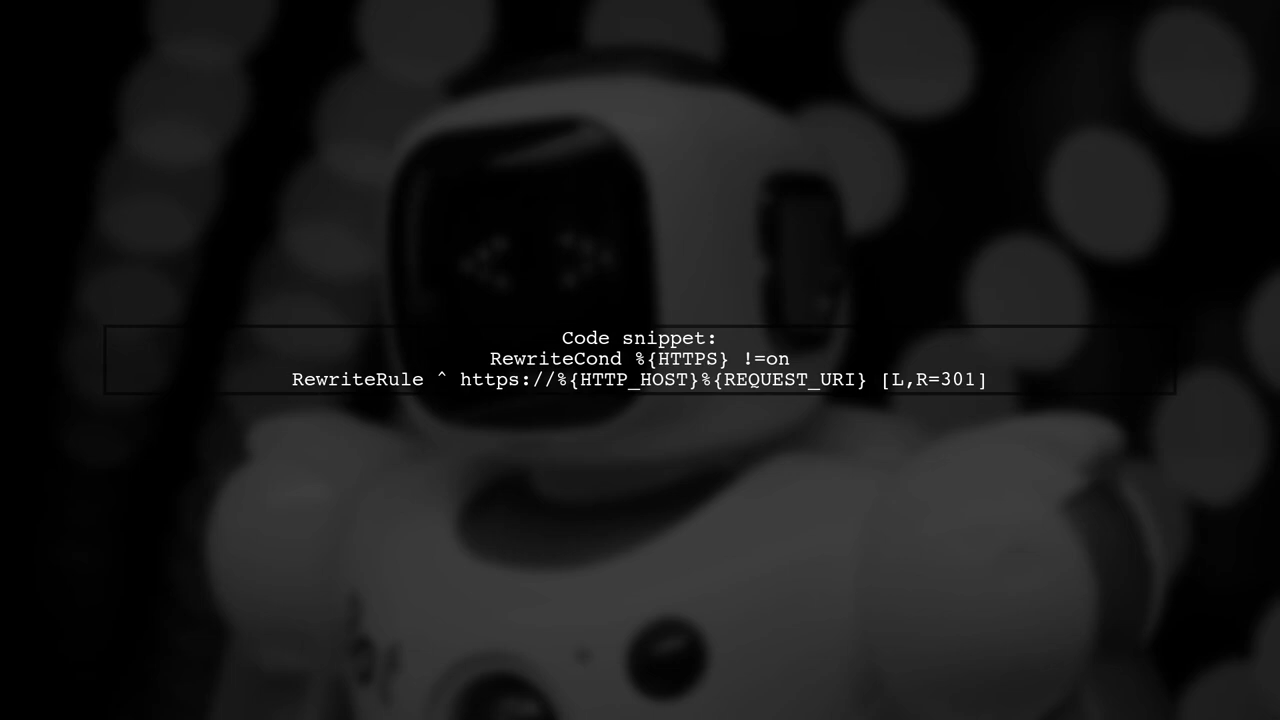 Code snippet:
RewriteCond %{HTTPS} !=on
RewriteRule ^ https://%{HTTP_HOST}%{REQUEST_URI} [L,R=301]